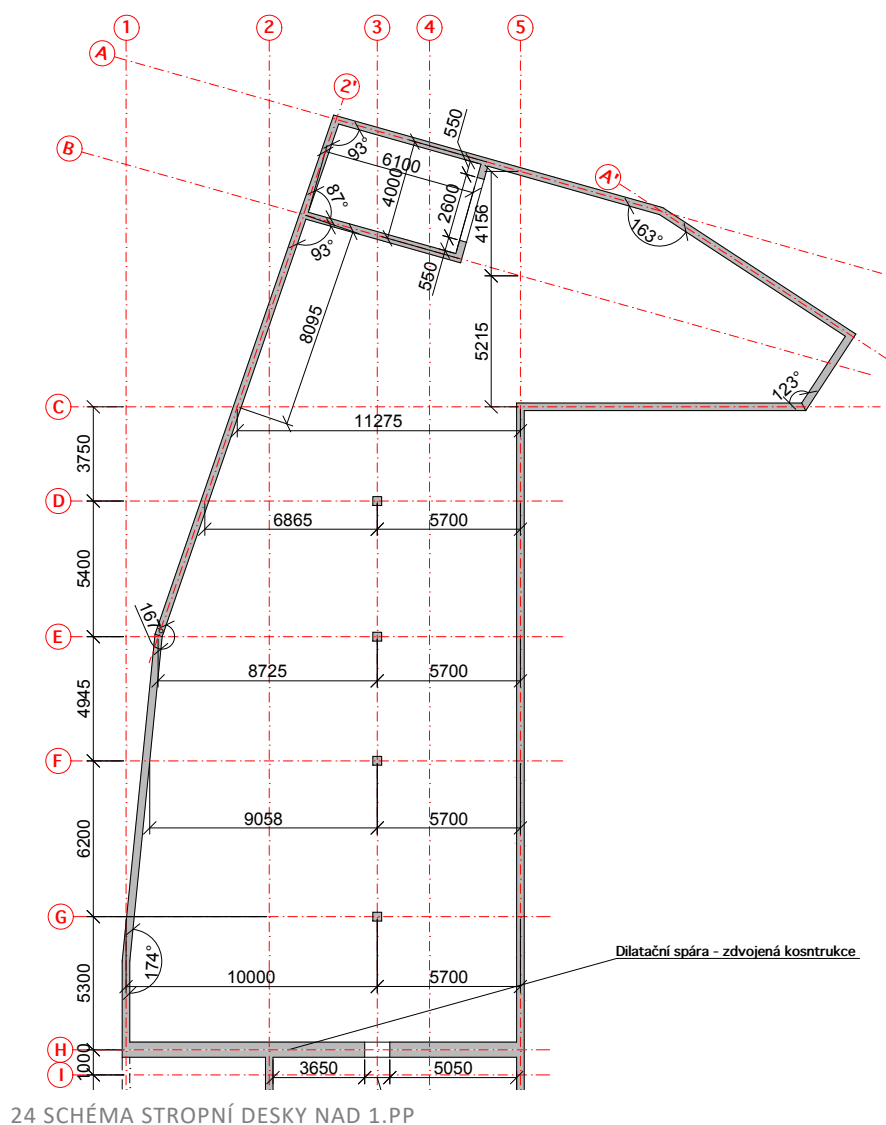 1 2 3 4 5
A
2'
B
550
93°
6100
4000
A'
87°
2600
4156
163°
93°
550
8095
5215
123°
C
11275
3750
D
6865 5700
5400
167°
E
8725 5700
4945
F
9058 5700
6200
G
174°
Dilatační spára - zdvojená kosntrukce
5300
10000 5700
H
1000
3650 5050
I
24 SCHÉMA STROPNÍ DESKY NAD 1.PP